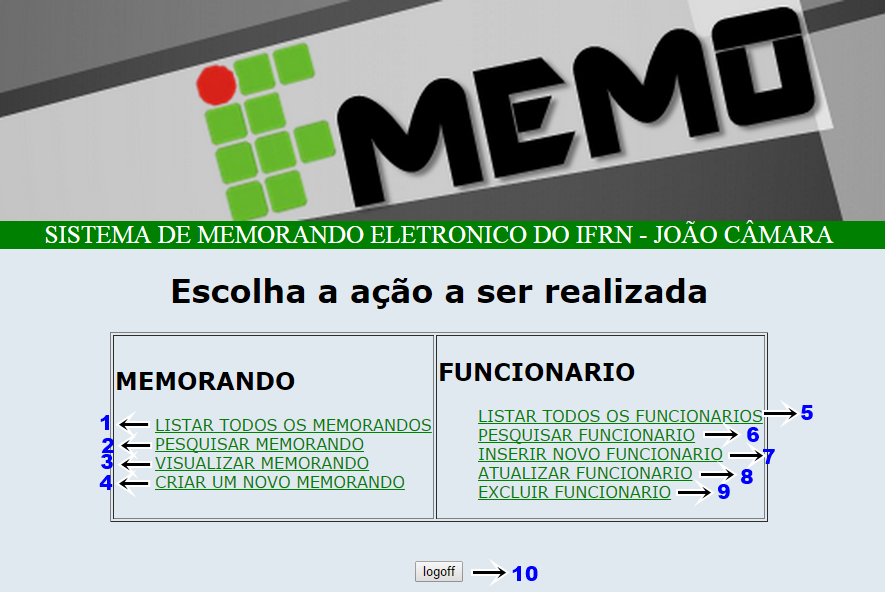 MEMO
SISTEMA DE MEMORANDO ELETRONICO DO IFRN - JOÃO CÂMARA
Escolha a ação a ser realizada
MEMORANDO
1 LISTAR TODOS OS MEMORANDOS
2 PESQUISAR MEMORANDO
3 VISUALIZAR MEMORANDO
4 CRIAR UM NOVO MEMORANDO
FUNCIONARIO
LISTAR TODOS OS FUNCIONARIOS 5
PESQUISAR FUNCIONARIO 6
INSERIR NOVO FUNCIONARIO 7
ATUALIZAR FUNCIONARIO 8
EXCLUIR FUNCIONARIO 9
logoff 10